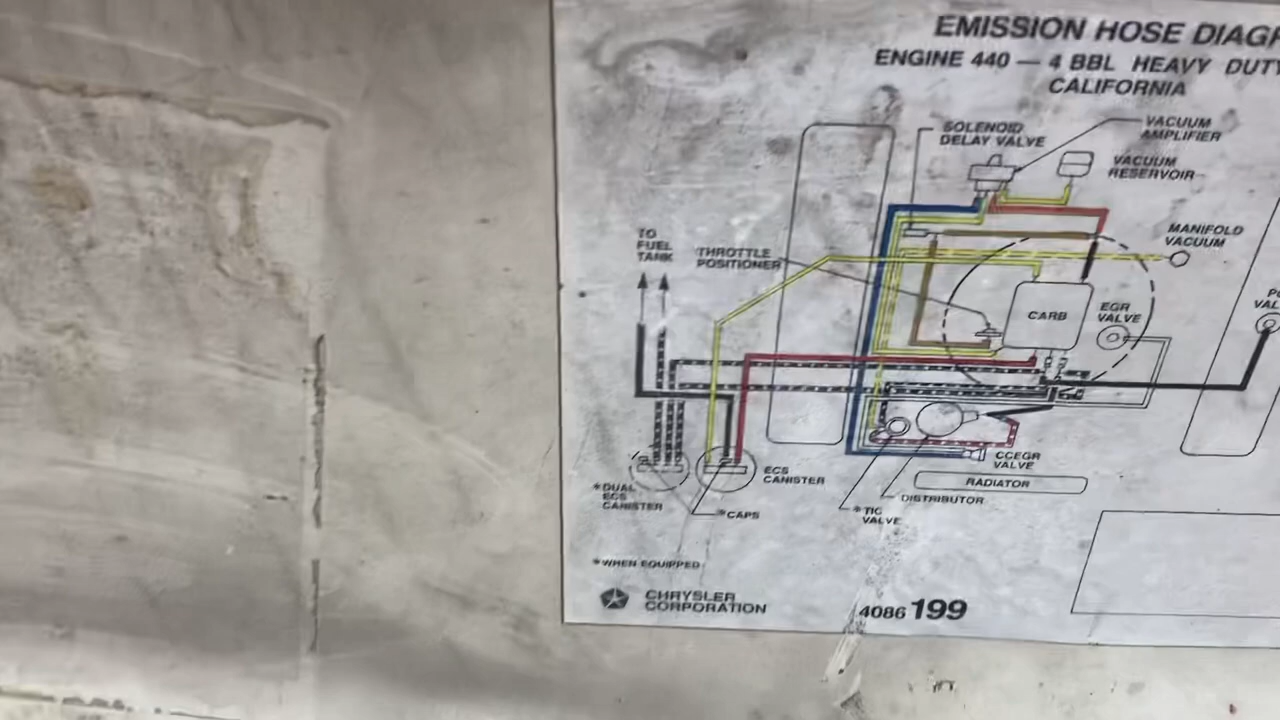 EMISSION HOSE
ENGINE 440 — 4 BBL HEAVY DUTY
CALIFORNIA
SOLENOID
DELAY VALVE
VACUUM
AMPLIFIER
VACUUM
RESERVOIR
MANIFOLD
VACUUM
TO
FUEL
TANK
THROTTLE
POSITIONER
CARB
EGR
VALVE
ECS
CANISTER
*DUAL
ECS
CANISTER
*CAPS
CCEGR
VALVE
RADIATOR
DISTRIBUTOR
*TIC
VALVE
*WHEN EQUIPPED
CHRYSLER
CORPORATION
4086 199